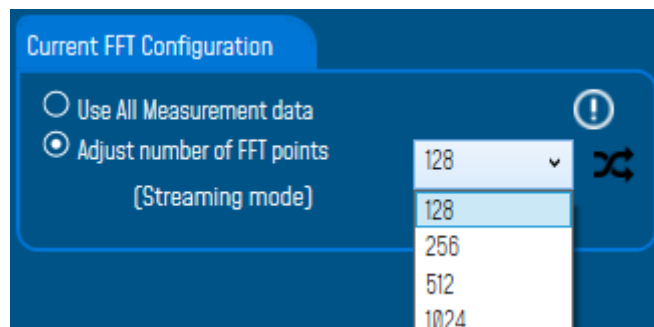 Current FFT Configuration
Use All Measurement data
Adjust number of FFT points
128
(Streaming mode)
128
256
512
1024